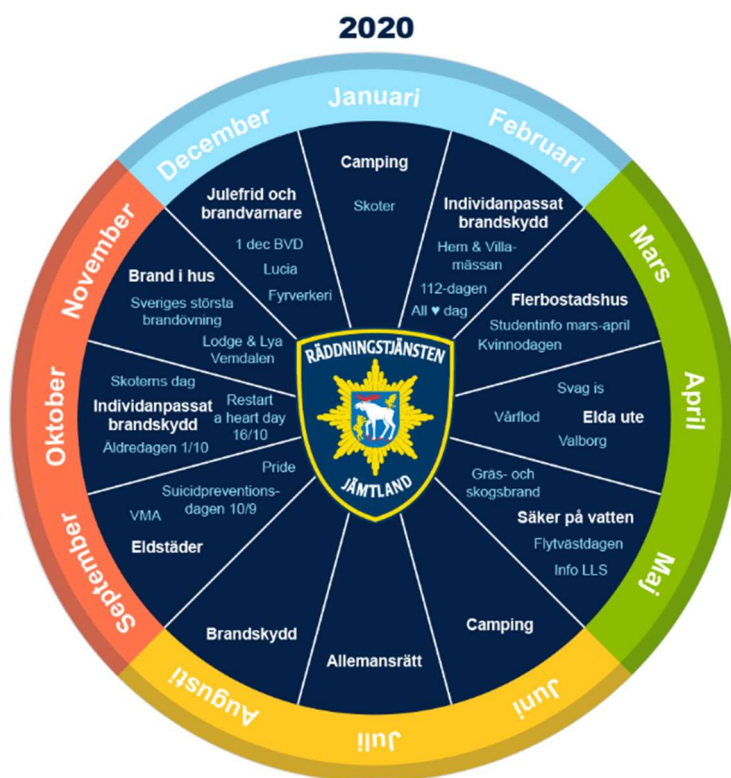 2020
Januari
Camping
Skoter
Februari
Individanpassat
brandskydd
Hem & Villa-
mässan
112-dagen
All ♥ dag
Mars
Flerbostadshus
Studentinfo mars-april
Kvinnodagen
April
Svag is
Vårflod
Elda ute
Valborg
Maj
Gräs- och
skogsbrand
Säker på vatten
Flytvästdagen
Info LLS
Juni
Camping
Juli
Allemansrätt
Augusti
Brandskydd
September
Pride
Suicidpreventions-
dagen 10/9
VMA
Eldstäder
Oktober
Skoterns dag
Individanpassat
brandskydd
Restart
a heart day
16/10
Äldredagen 1/10
November
Brand i hus
Sveriges största
brandövning
Lodge & Lya
Vemdalen
December
Julefrid och
brandvarnare
1 dec BVD
Lucia
Fyrverkeri
RÄDDNINGSTJÄNSTEN
JÄMTLAND